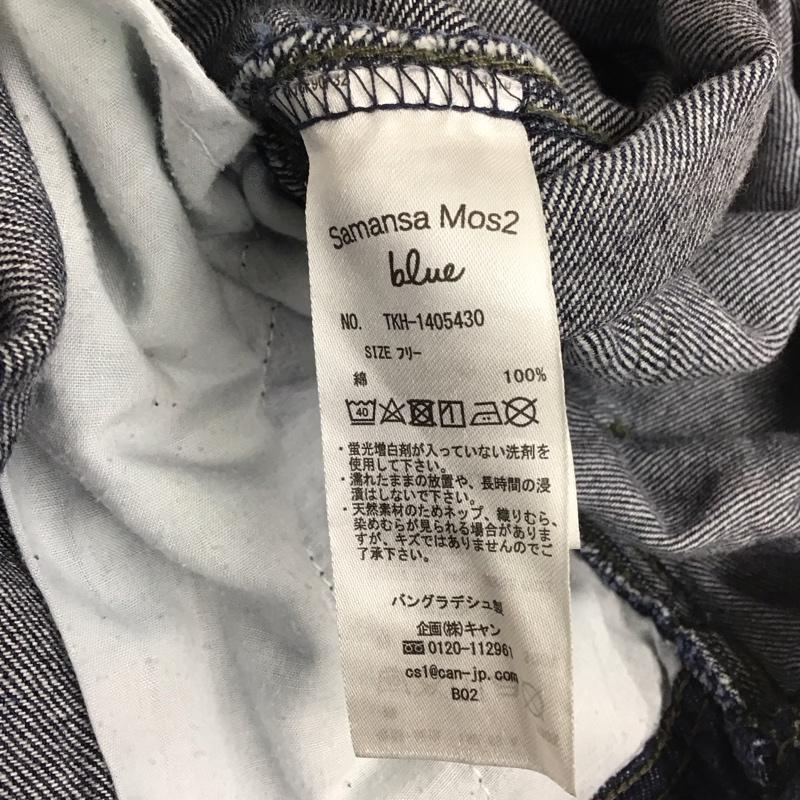 Samansa Mos2
blue
NO. TKH-1405430
SIZE フリー
綿 100%
40
・蛍光増白剤が入っていない洗剤を
使用して下さい。
・濡れたままの放置や、長時間の浸
漬はしないで下さい。
・天然素材のためネップ、織りむら、
染めむらが見られる場合がありま
すが、キズではありませんのでご
了承下さい。
バングラデシュ製
企画(株)キャン
0120-112961
cs1@can-jp.com
B02